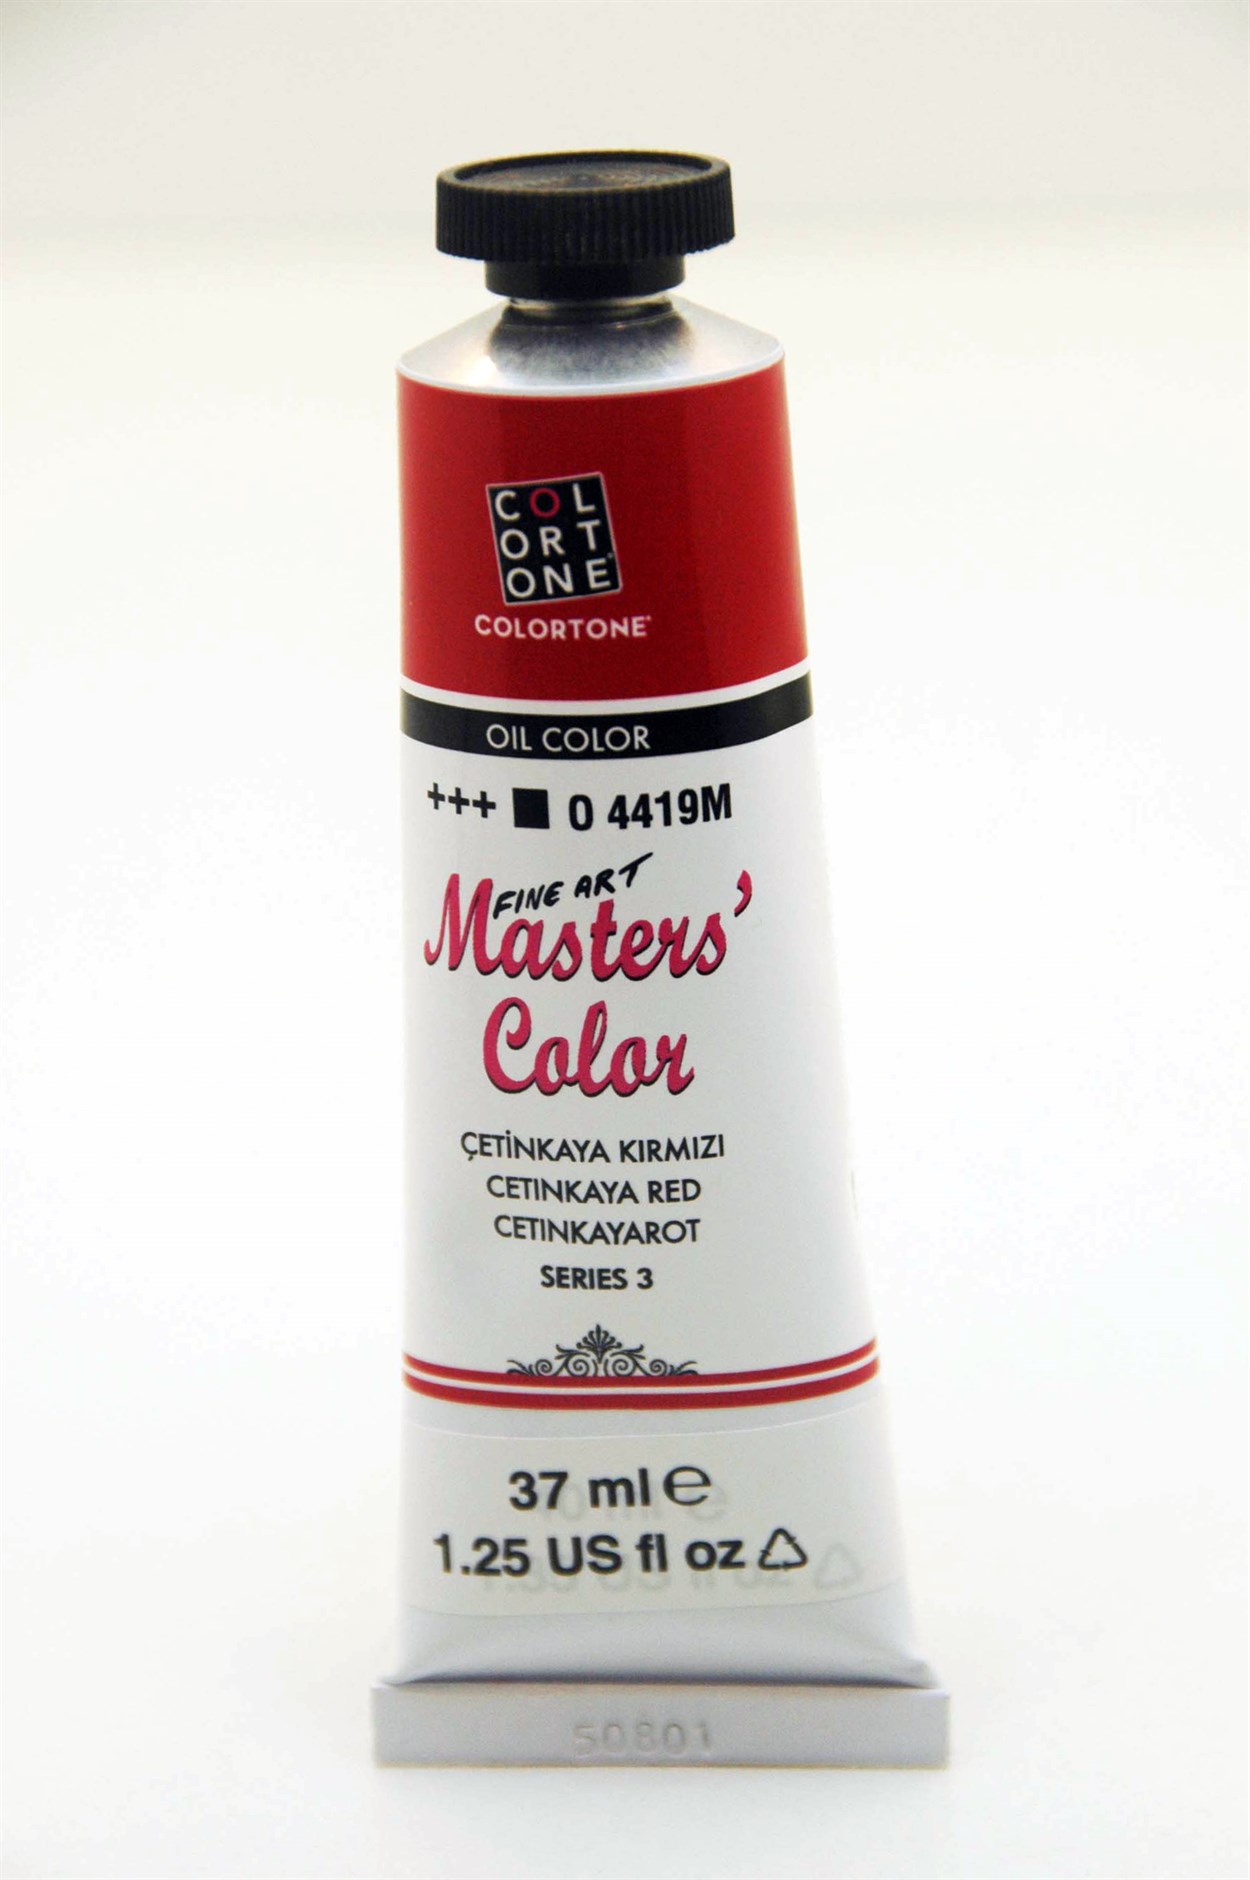 COL
ORT
ONE
COLORTONE
OIL COLOR
+++ ■ 0 4419M
FINE ART
Masters'
Color
ÇETİNKAYA KIRMIZI
CETINKAYA RED
CETINKAYAROT
SERIES 3
37 ml ℮
1.25 US fl oz
50801